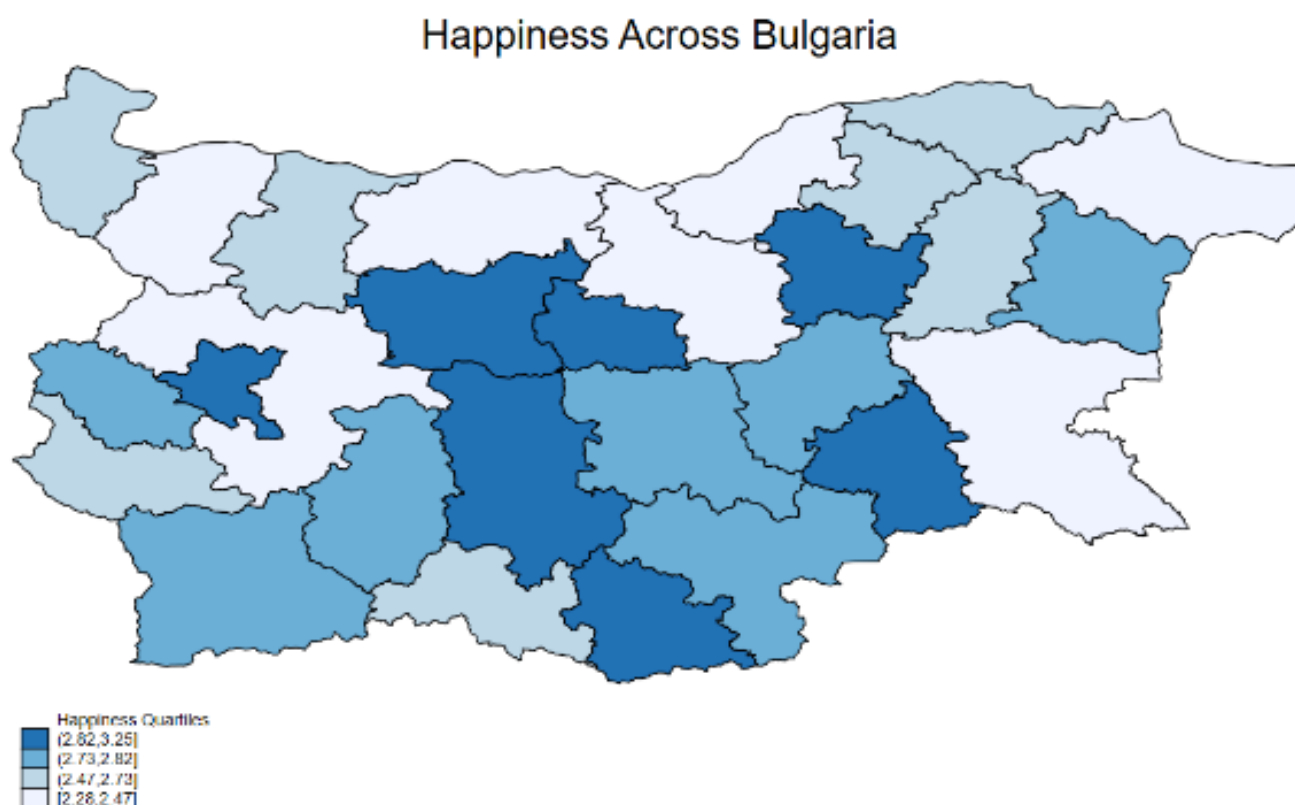 Happiness Across Bulgaria
Happiness Quartiles
(2.82,3.25]
(2.73,2.82]
(2.47,2.73]
[2.28,2.47]